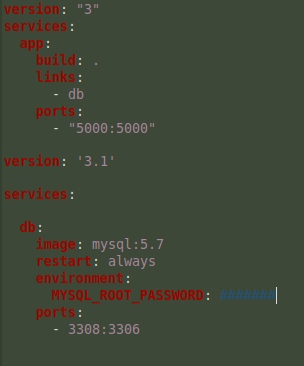 version: "3"
services:
  app:
    build: .
    links:
      - db
    ports:
      - "5000:5000"
version: '3.1'
services:
  db:
    image: mysql:5.7
    restart: always
    environment:
      MYSQL_ROOT_PASSWORD: #######
    ports:
      - 3308:3306